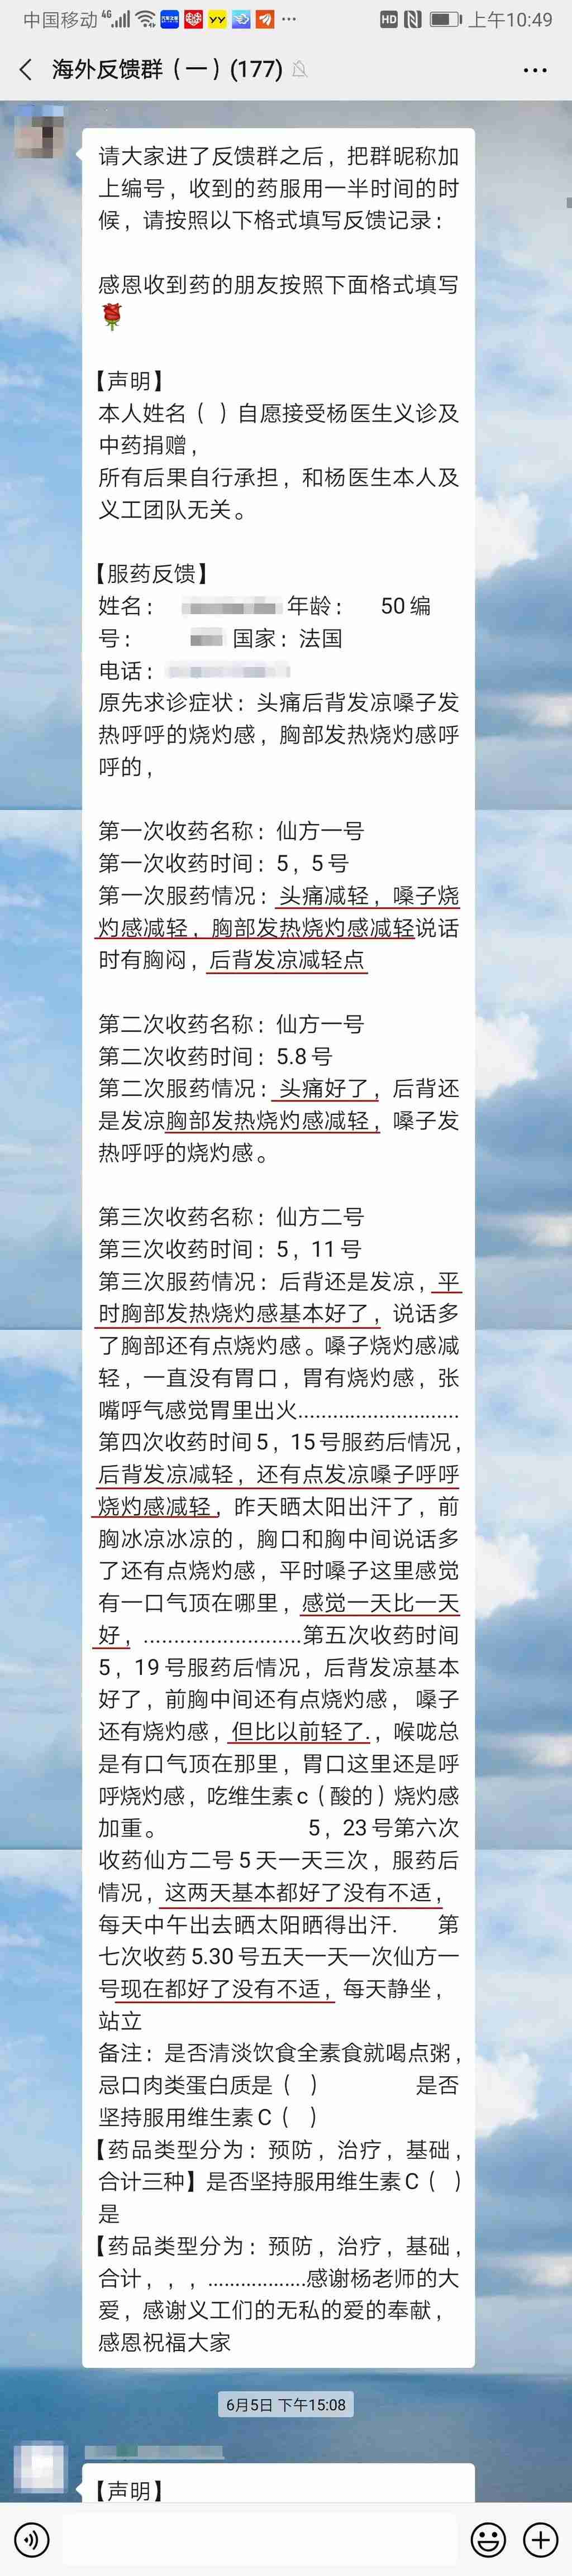 中国移动 4G HD 上午10:49
海外反馈群（一）(177)
请大家进了反馈群之后，把群昵称加
上编号，收到的药服用一半时间的时
候，请按照以下格式填写反馈记录：
感恩收到药的朋友按照下面格式填写
🌹
【声明】
本人姓名（ ）自愿接受杨医生义诊及
中药捐赠，
所有后果自行承担，和杨医生本人及
义工团队无关。
【服药反馈】
姓名： 年龄： 50 编
号： 国家：法国
电话：
原先求诊症状：头痛后背发凉嗓子发
热呼呼的烧灼感，胸部发热烧灼感呼
呼的，
第一次收药名称：仙方一号
第一次收药时间：5，5号
第一次服药情况：头痛减轻，嗓子烧
灼感减轻，胸部发热烧灼感减轻说话
时有胸闷，后背发凉减轻点
第二次收药名称：仙方一号
第二次收药时间：5.8号
第二次服药情况：头痛好了，后背还
是发凉胸部发热烧灼感减轻，嗓子发
热呼呼的烧灼感。
第三次收药名称：仙方二号
第三次收药时间：5，11号
第三次服药情况：后背还是发凉，平
时胸部发热烧灼感基本好了，说话多
了胸部还有点烧灼感。嗓子烧灼感减
轻，一直没有胃口，胃有烧灼感，张
嘴呼气感觉胃里出火...........................
第四次收药时间5，15号服药后情况，
后背发凉减轻，还有点发凉嗓子呼呼
烧灼感减轻，昨天晒太阳出汗了，前
胸冰凉冰凉的，胸口和胸中间说话多
了还有点烧灼感，平时嗓子这里感觉
有一口气顶在哪里，感觉一天比一天
好，..........................第五次收药时间
5，19号服药后情况，后背发凉基本
好了，前胸中间还有点烧灼感，嗓子
还有烧灼感，但比以前轻了.，喉咙总
是有口气顶在那里，胃口这里还是呼
呼烧灼感，吃维生素c（酸的）烧灼感
加重。 5，23号第六次
收药仙方二号5天一天三次，服药后
情况，这两天基本都好了没有不适，
每天中午出去晒太阳晒得出汗. 第
七次收药5.30号五天一天一次仙方一
号现在都好了没有不适，每天静坐，
站立
备注：是否清淡饮食全素食就喝点粥，
忌口肉类蛋白质是（ ） 是否
坚持服用维生素C（ ）
【药品类型分为：预防，治疗，基础，
合计三种】是否坚持服用维生素C（ ）
是
【药品类型分为：预防，治疗，基础，
合计，，，.................感谢杨老师的大
爱，感谢义工们的无私的爱的奉献，
感恩祝福大家
6月5日 下午15:08
【声明】